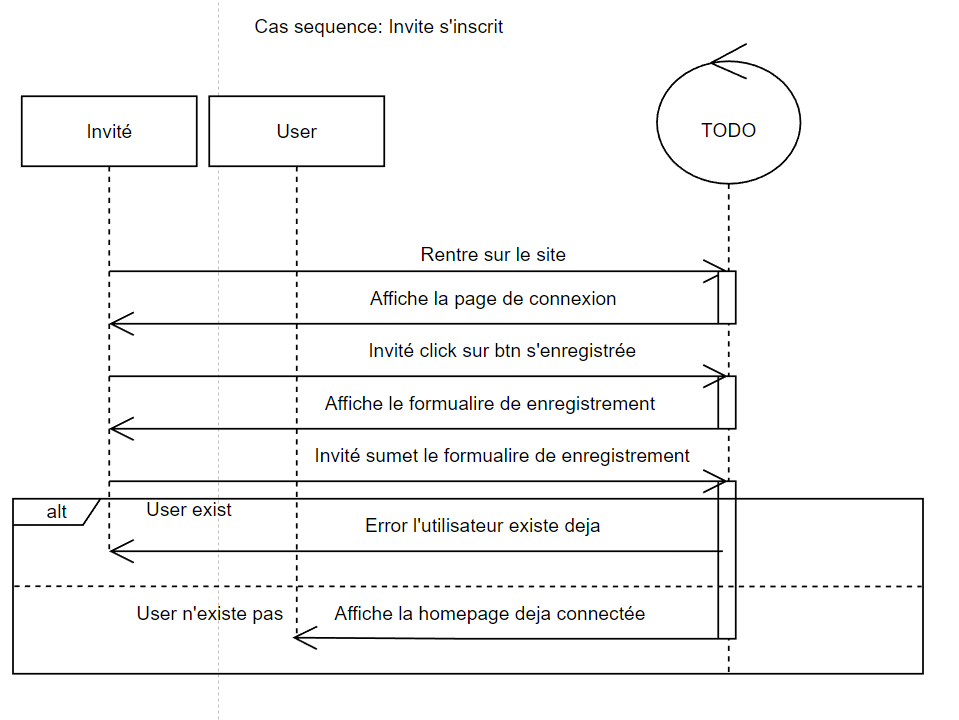 Cas sequence: Invite s'inscrit
Invité
User
TODO
Rentre sur le site
Affiche la page de connexion
Invité click sur btn s'enregistrée
Affiche le formualire de enregistrement
Invité sumet le formualire de enregistrement
alt
User exist
Error l'utilisateur existe deja
User n'existe pas
Affiche la homepage deja connectée